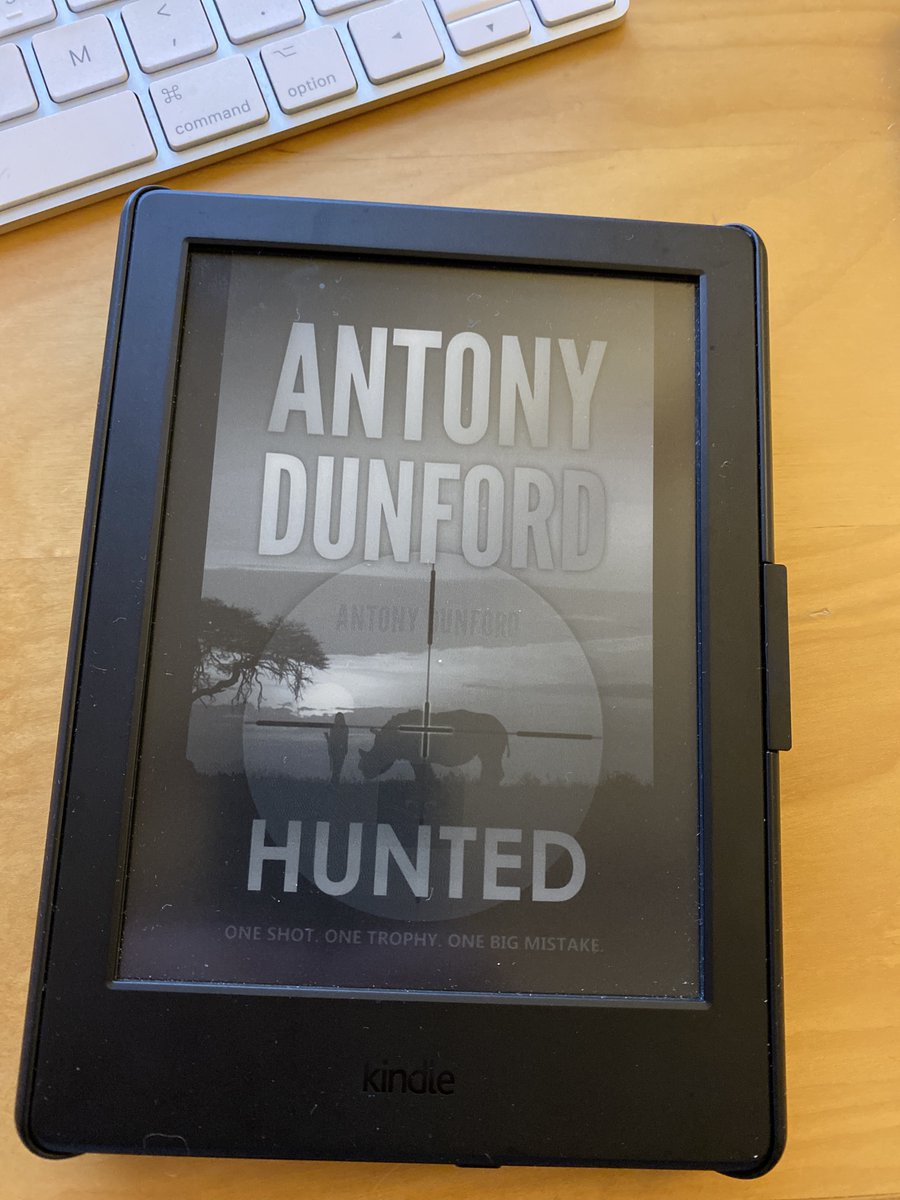 M
<
,
⌘
command
⌥
option
◄
▼
ANTONY
DUNFORD
ANTONY DUNFORD
HUNTED
ONE SHOT. ONE TROPHY. ONE BIG MISTAKE.
kindle